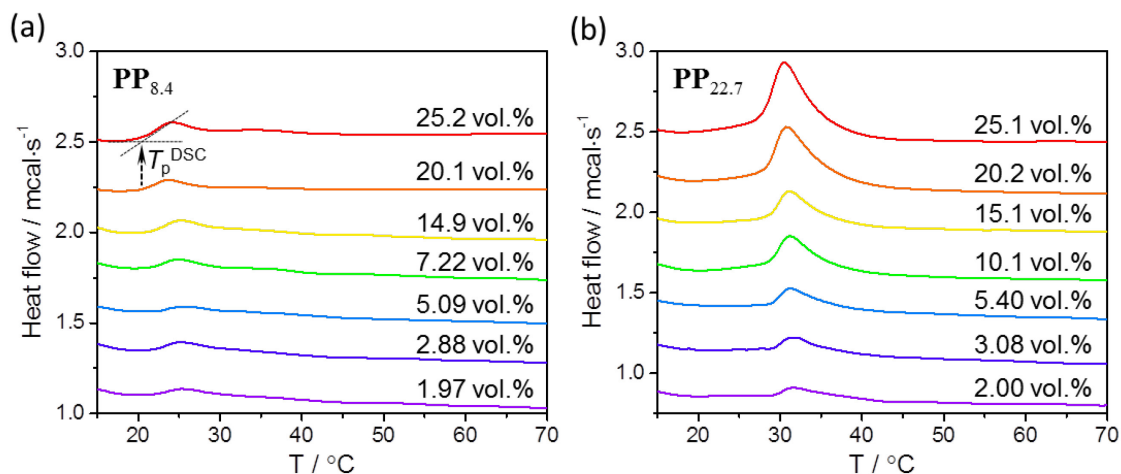 (a)
PP8.4
TpDSC
25.2 vol.%
20.1 vol.%
14.9 vol.%
7.22 vol.%
5.09 vol.%
2.88 vol.%
1.97 vol.%
3.0
2.5
2.0
1.5
1.0
Heat flow / mcal·s-1
20 30 40 50 60 70
T / °C
(b)
PP22.7
25.1 vol.%
20.2 vol.%
15.1 vol.%
10.1 vol.%
5.40 vol.%
3.08 vol.%
2.00 vol.%
3.0
2.5
2.0
1.5
1.0
Heat flow / mcal·s-1
20 30 40 50 60 70
T / °C